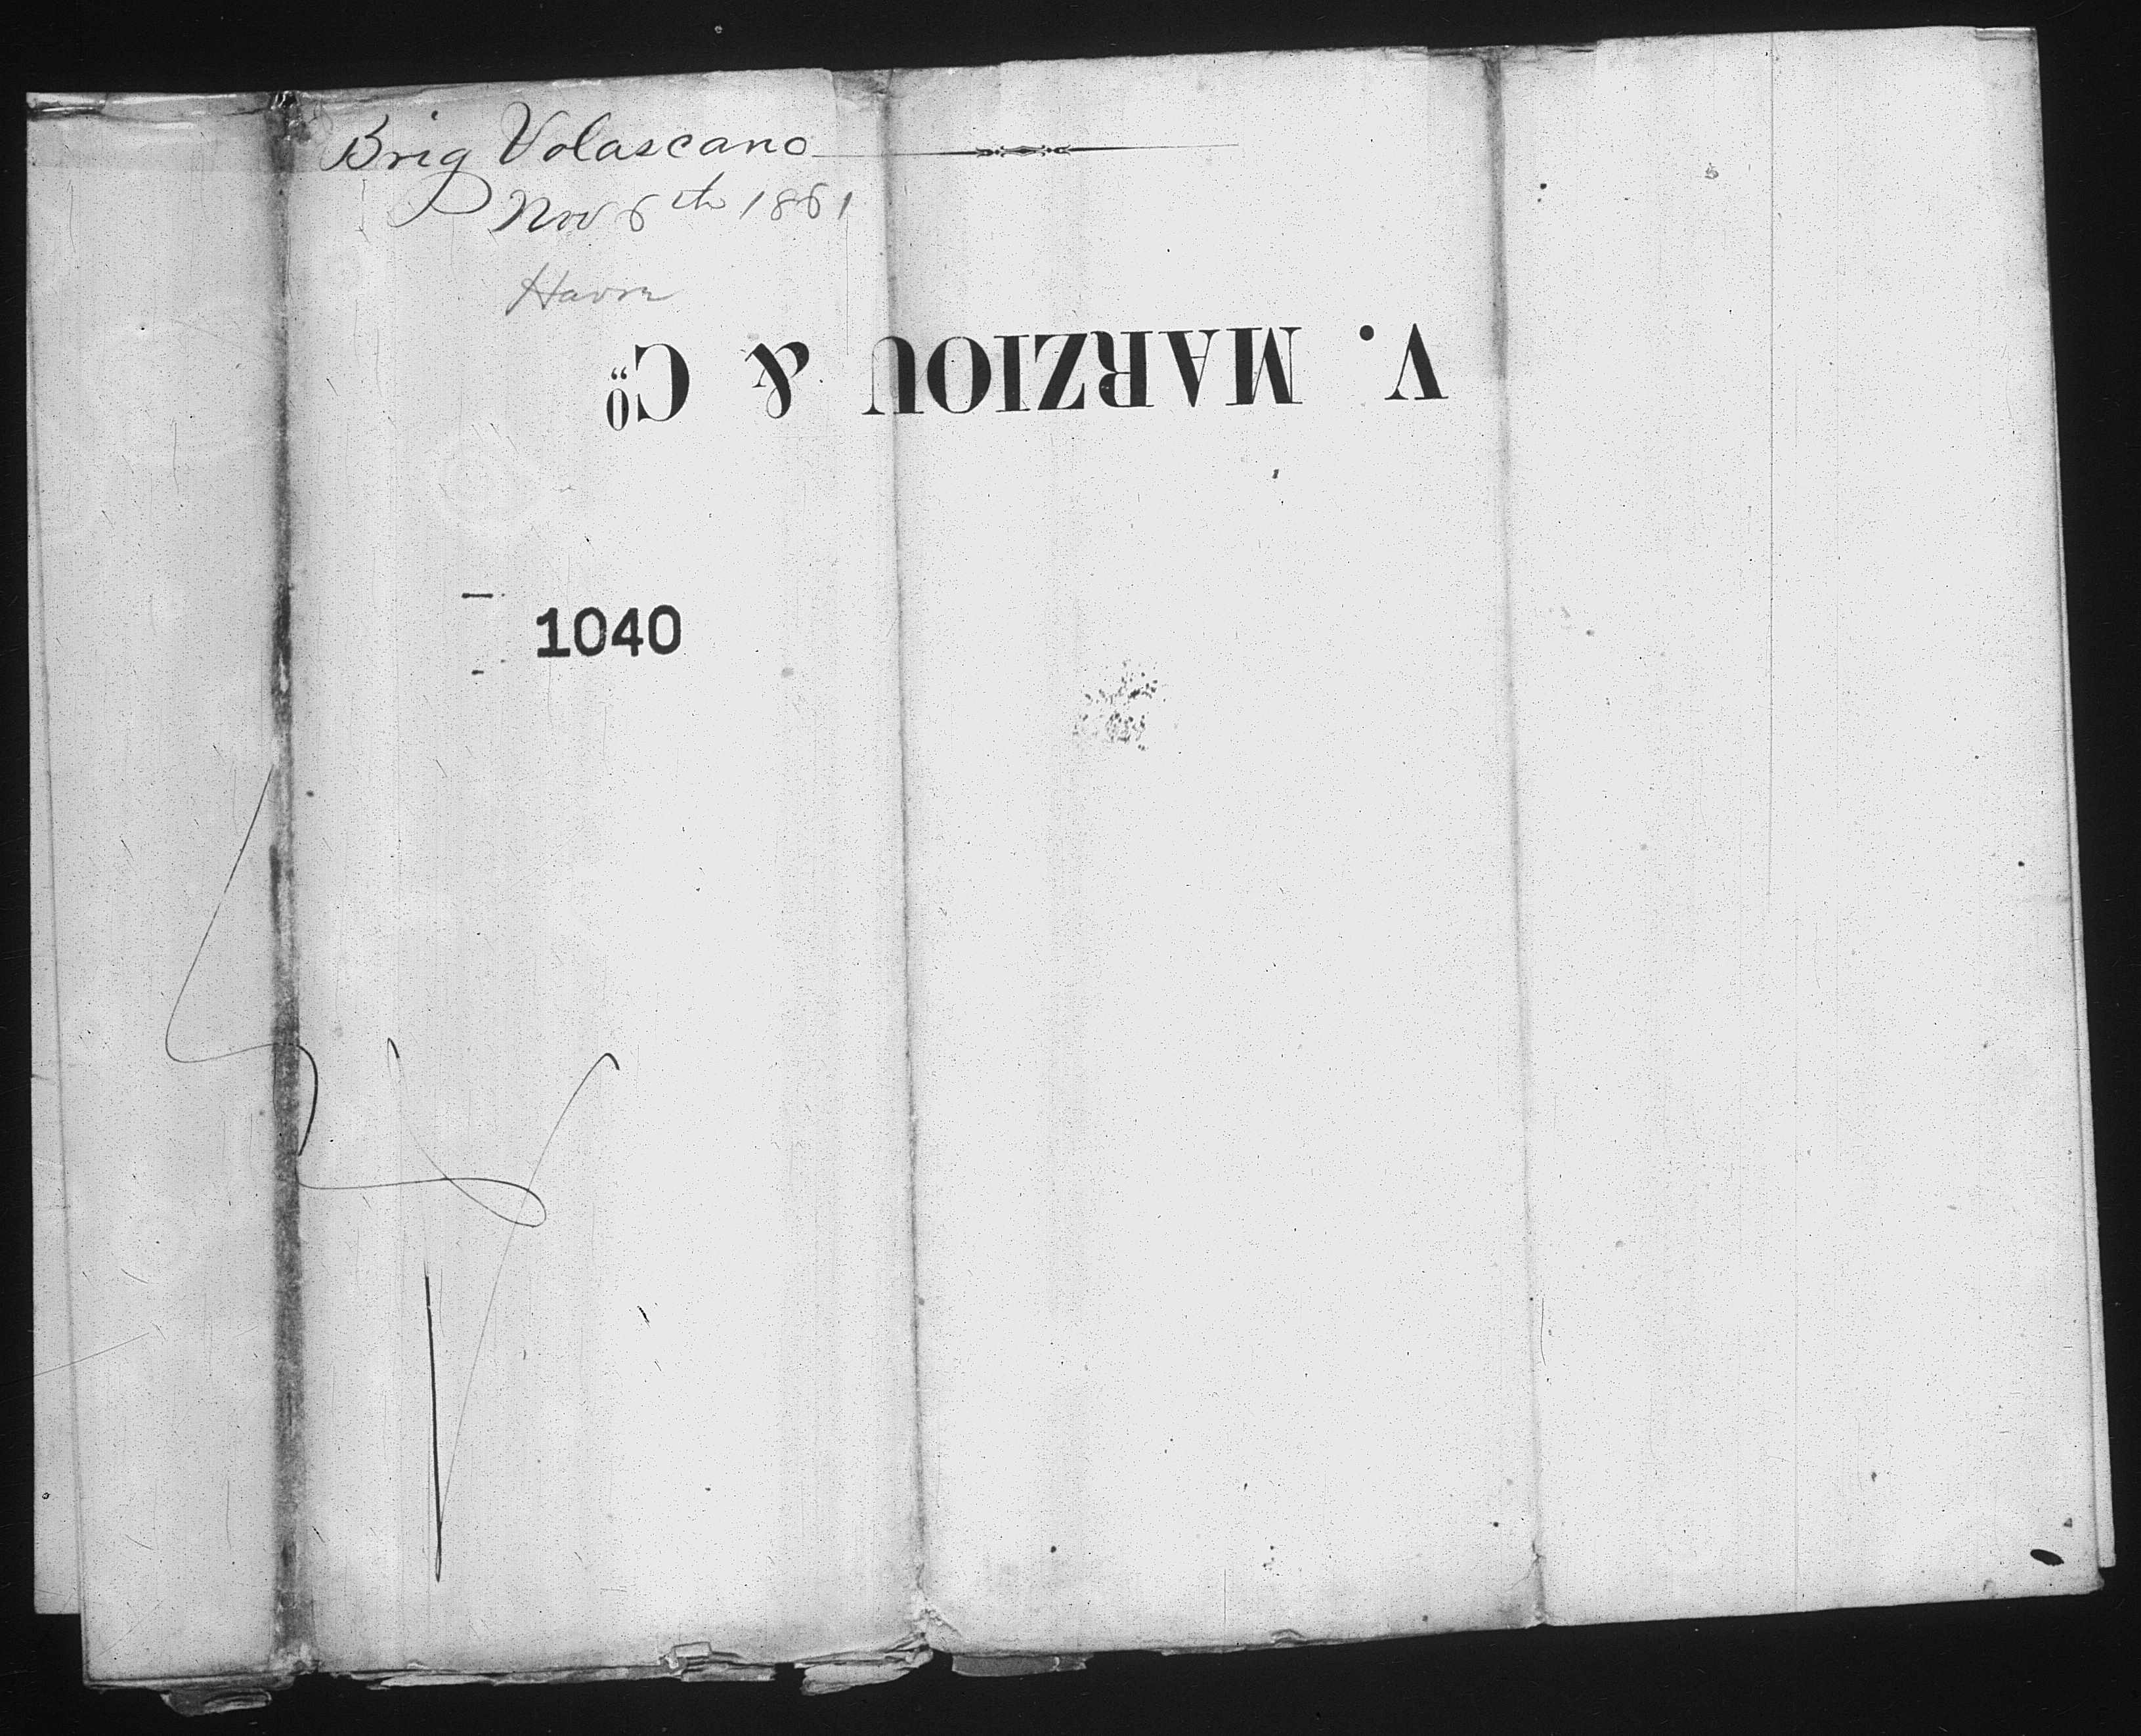 Brig Volascano
Nov 6th 1861
Havre
V. MARZIOU & Co
1040